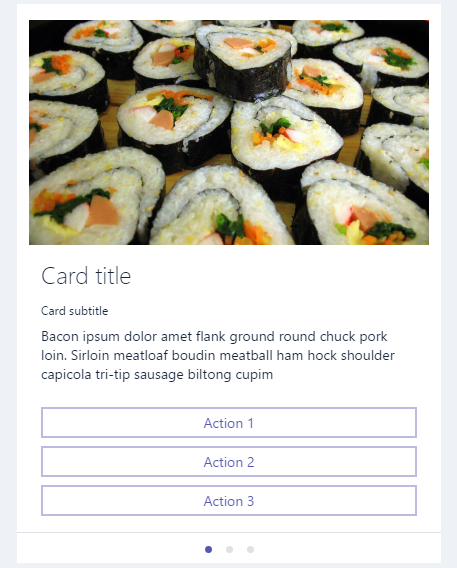 Card title
Card subtitle
Bacon ipsum dolor amet flank ground round chuck pork
loin. Sirloin meatloaf boudin meatball ham hock shoulder
capicola tri-tip sausage biltong cupim
Action 1
Action 2
Action 3